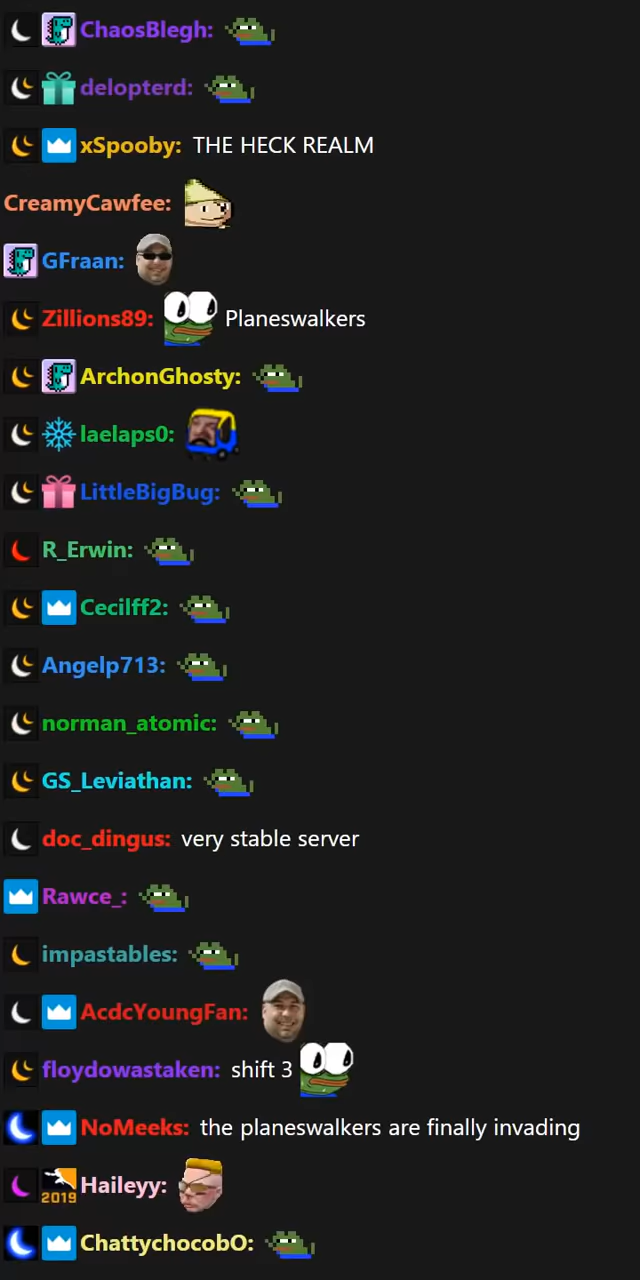 ChaosBlegh:
delopterd:
xSpooby: THE HECK REALM
CreamyCawfee:
GFraan:
Zillions89: Planeswalkers
ArchonGhosty:
laelaps0:
LittleBigBug:
R_Erwin:
Cecilff2:
Angelp713:
norman_atomic:
GS_Leviathan:
doc_dingus: very stable server
Rawce_:
impastables:
AcdcYoungFan:
floydowastaken: shift 3
NoMeeks: the planeswalkers are finally invading
2019 Haileyy:
ChattychocobO: